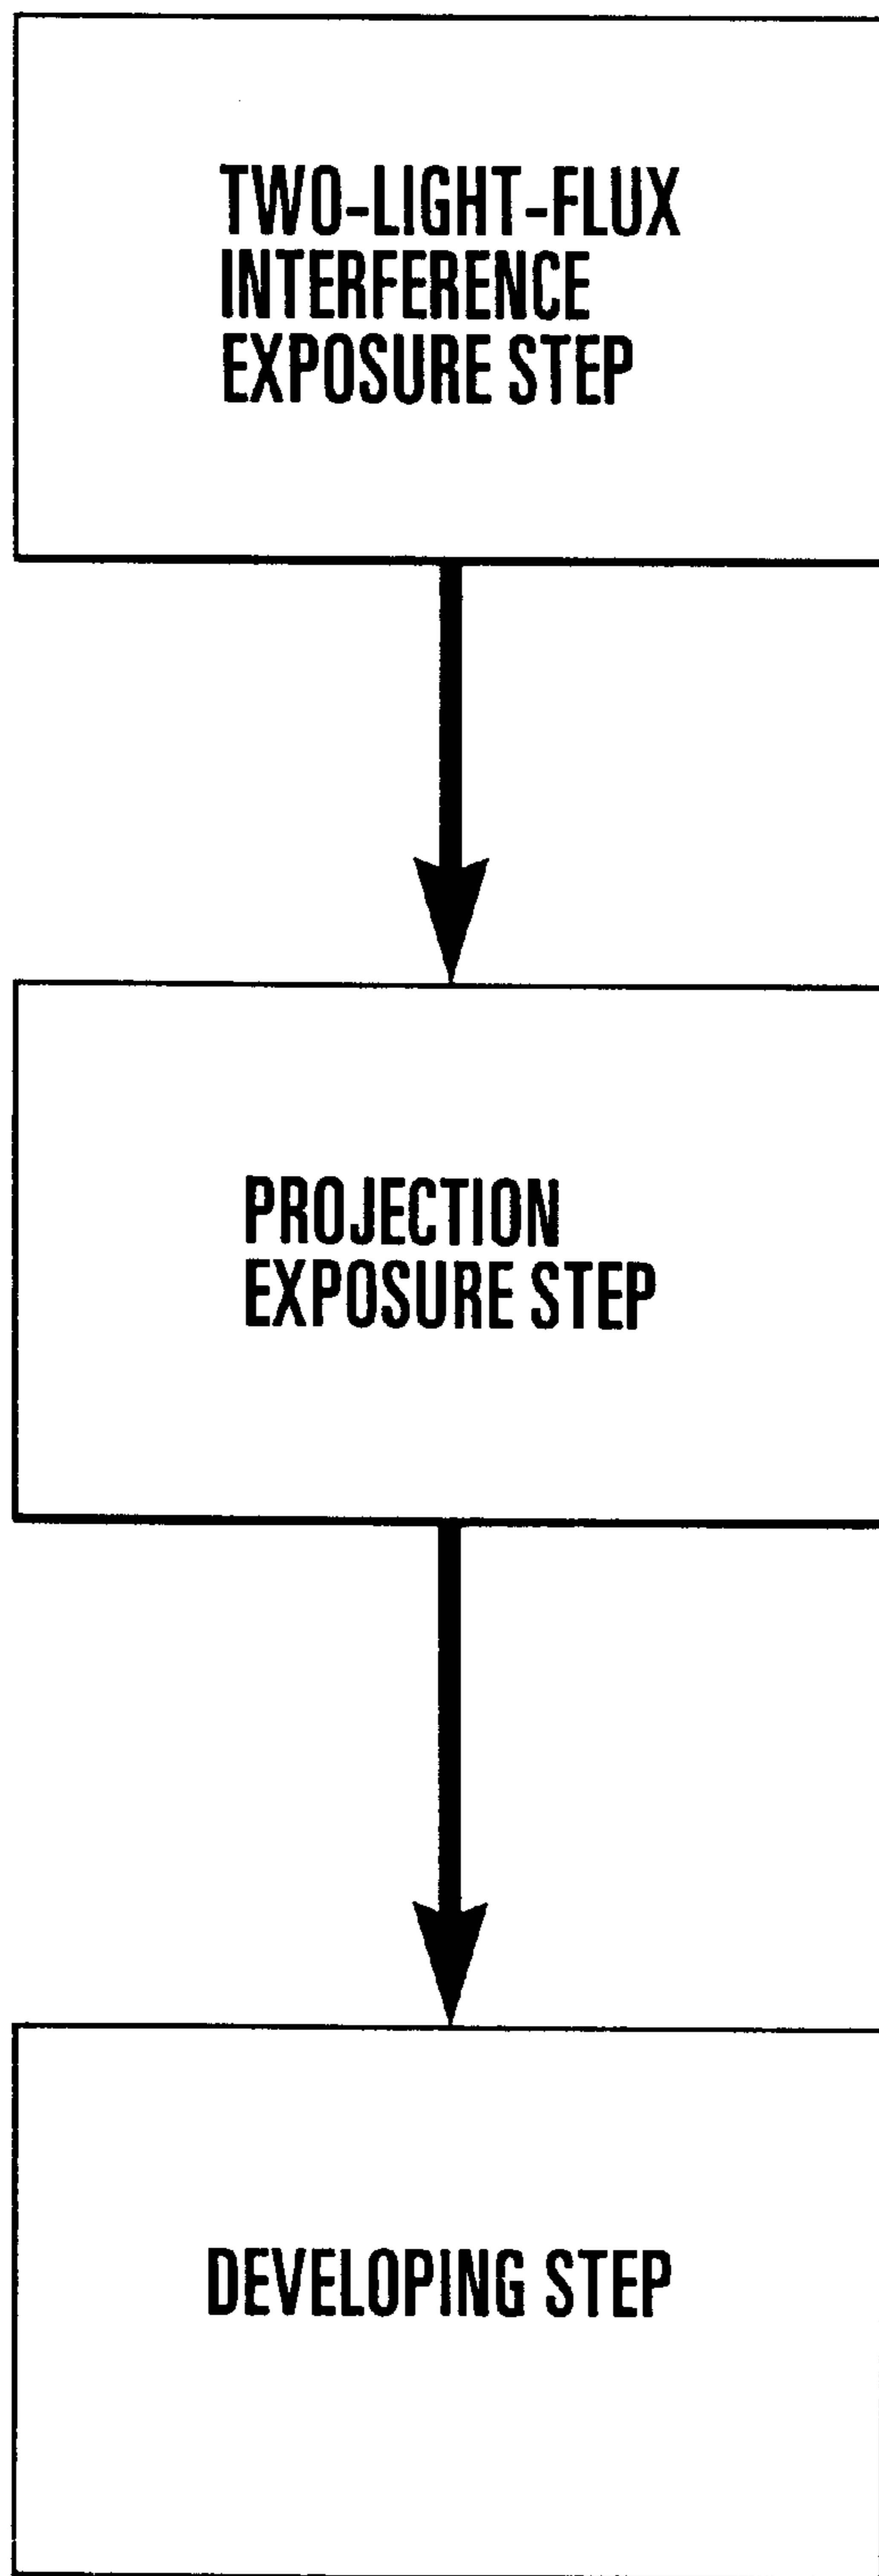 TWO-LIGHT-FLUX
INTERFERENCE
EXPOSURE STEP
PROJECTION
EXPOSURE STEP
DEVELOPING STEP